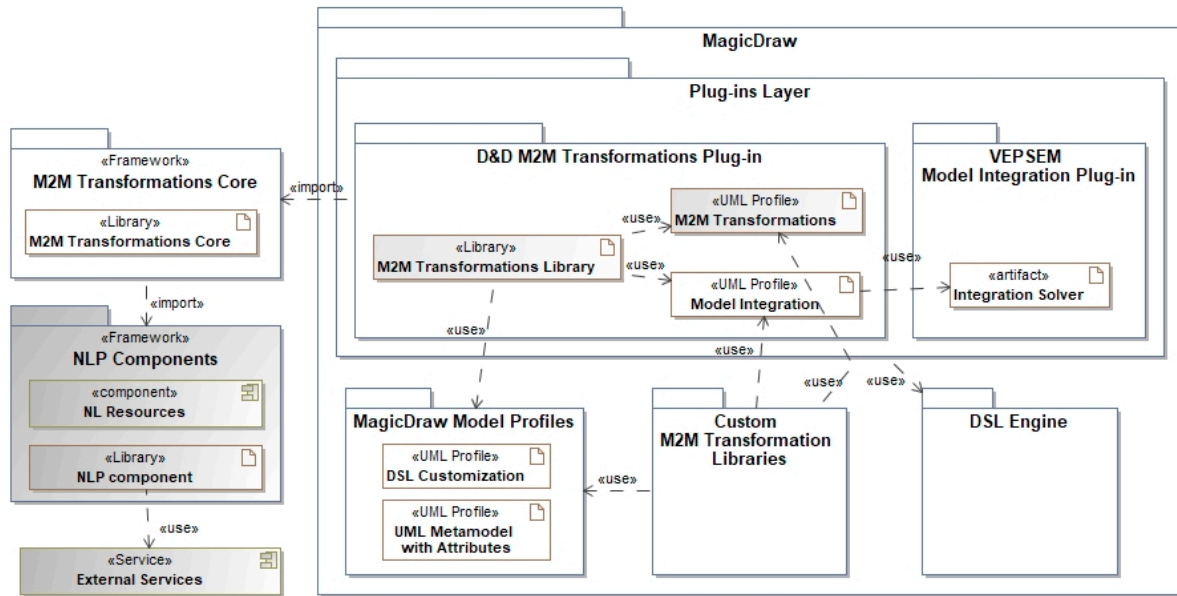 MagicDraw
Plug-ins Layer
D&D M2M Transformations Plug-in
VEPSEM
Model Integration Plug-in
«Framework»
M2M Transformations Core
«import»
«Library»
M2M Transformations Core
«UML Profile»
M2M Transformations
«use»
«Library»
M2M Transformations Library
«use»
«use»
«UML Profile»
Model Integration
«artifact»
Integration Solver
«import»
«Framework»
NLP Components
«component»
NL Resources
«Library»
NLP component
«use»
«Service»
External Services
«use»
«use»
«use»
«use»
MagicDraw Model Profiles
«UML Profile»
DSL Customization
«UML Profile»
UML Metamodel
with Attributes
«use»
Custom
M2M Transformation
Libraries
DSL Engine